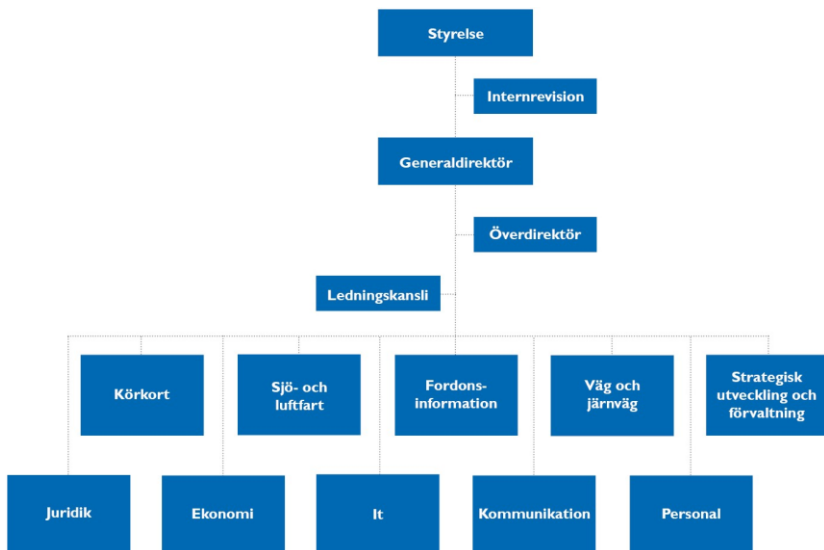 Styrelse
Internrevision
Generaldirektör
Överdirektör
Ledningskansli
Körkort
Sjö- och
luftfart
Fordons-
information
Väg och
järnväg
Strategisk
utveckling och
förvaltning
Juridik
Ekonomi
It
Kommunikation
Personal